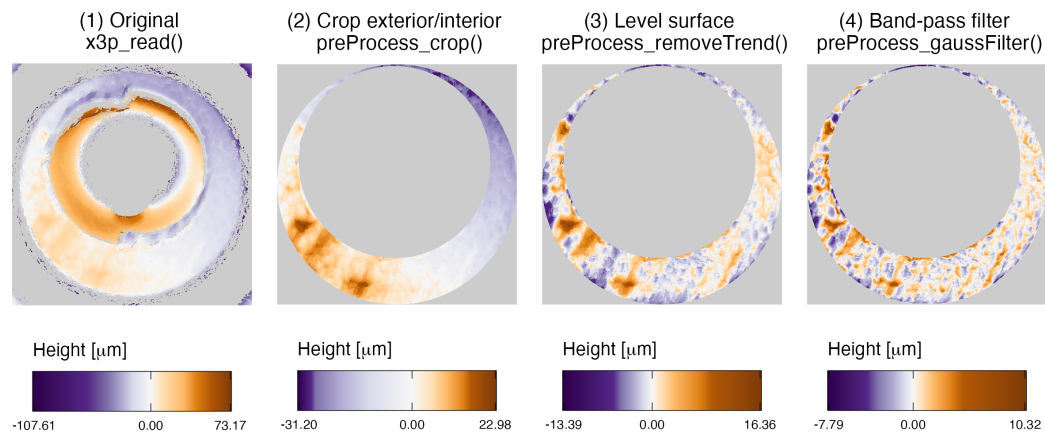 (1) Original
x3p_read()
(2) Crop exterior/interior
preProcess_crop()
(3) Level surface
preProcess_removeTrend()
(4) Band-pass filter
preProcess_gaussFilter()
Height [μm]
-107.61 0.00 73.17
Height [μm]
-31.20 0.00 22.98
Height [μm]
-13.39 0.00 16.36
Height [μm]
-7.79 0.00 10.32